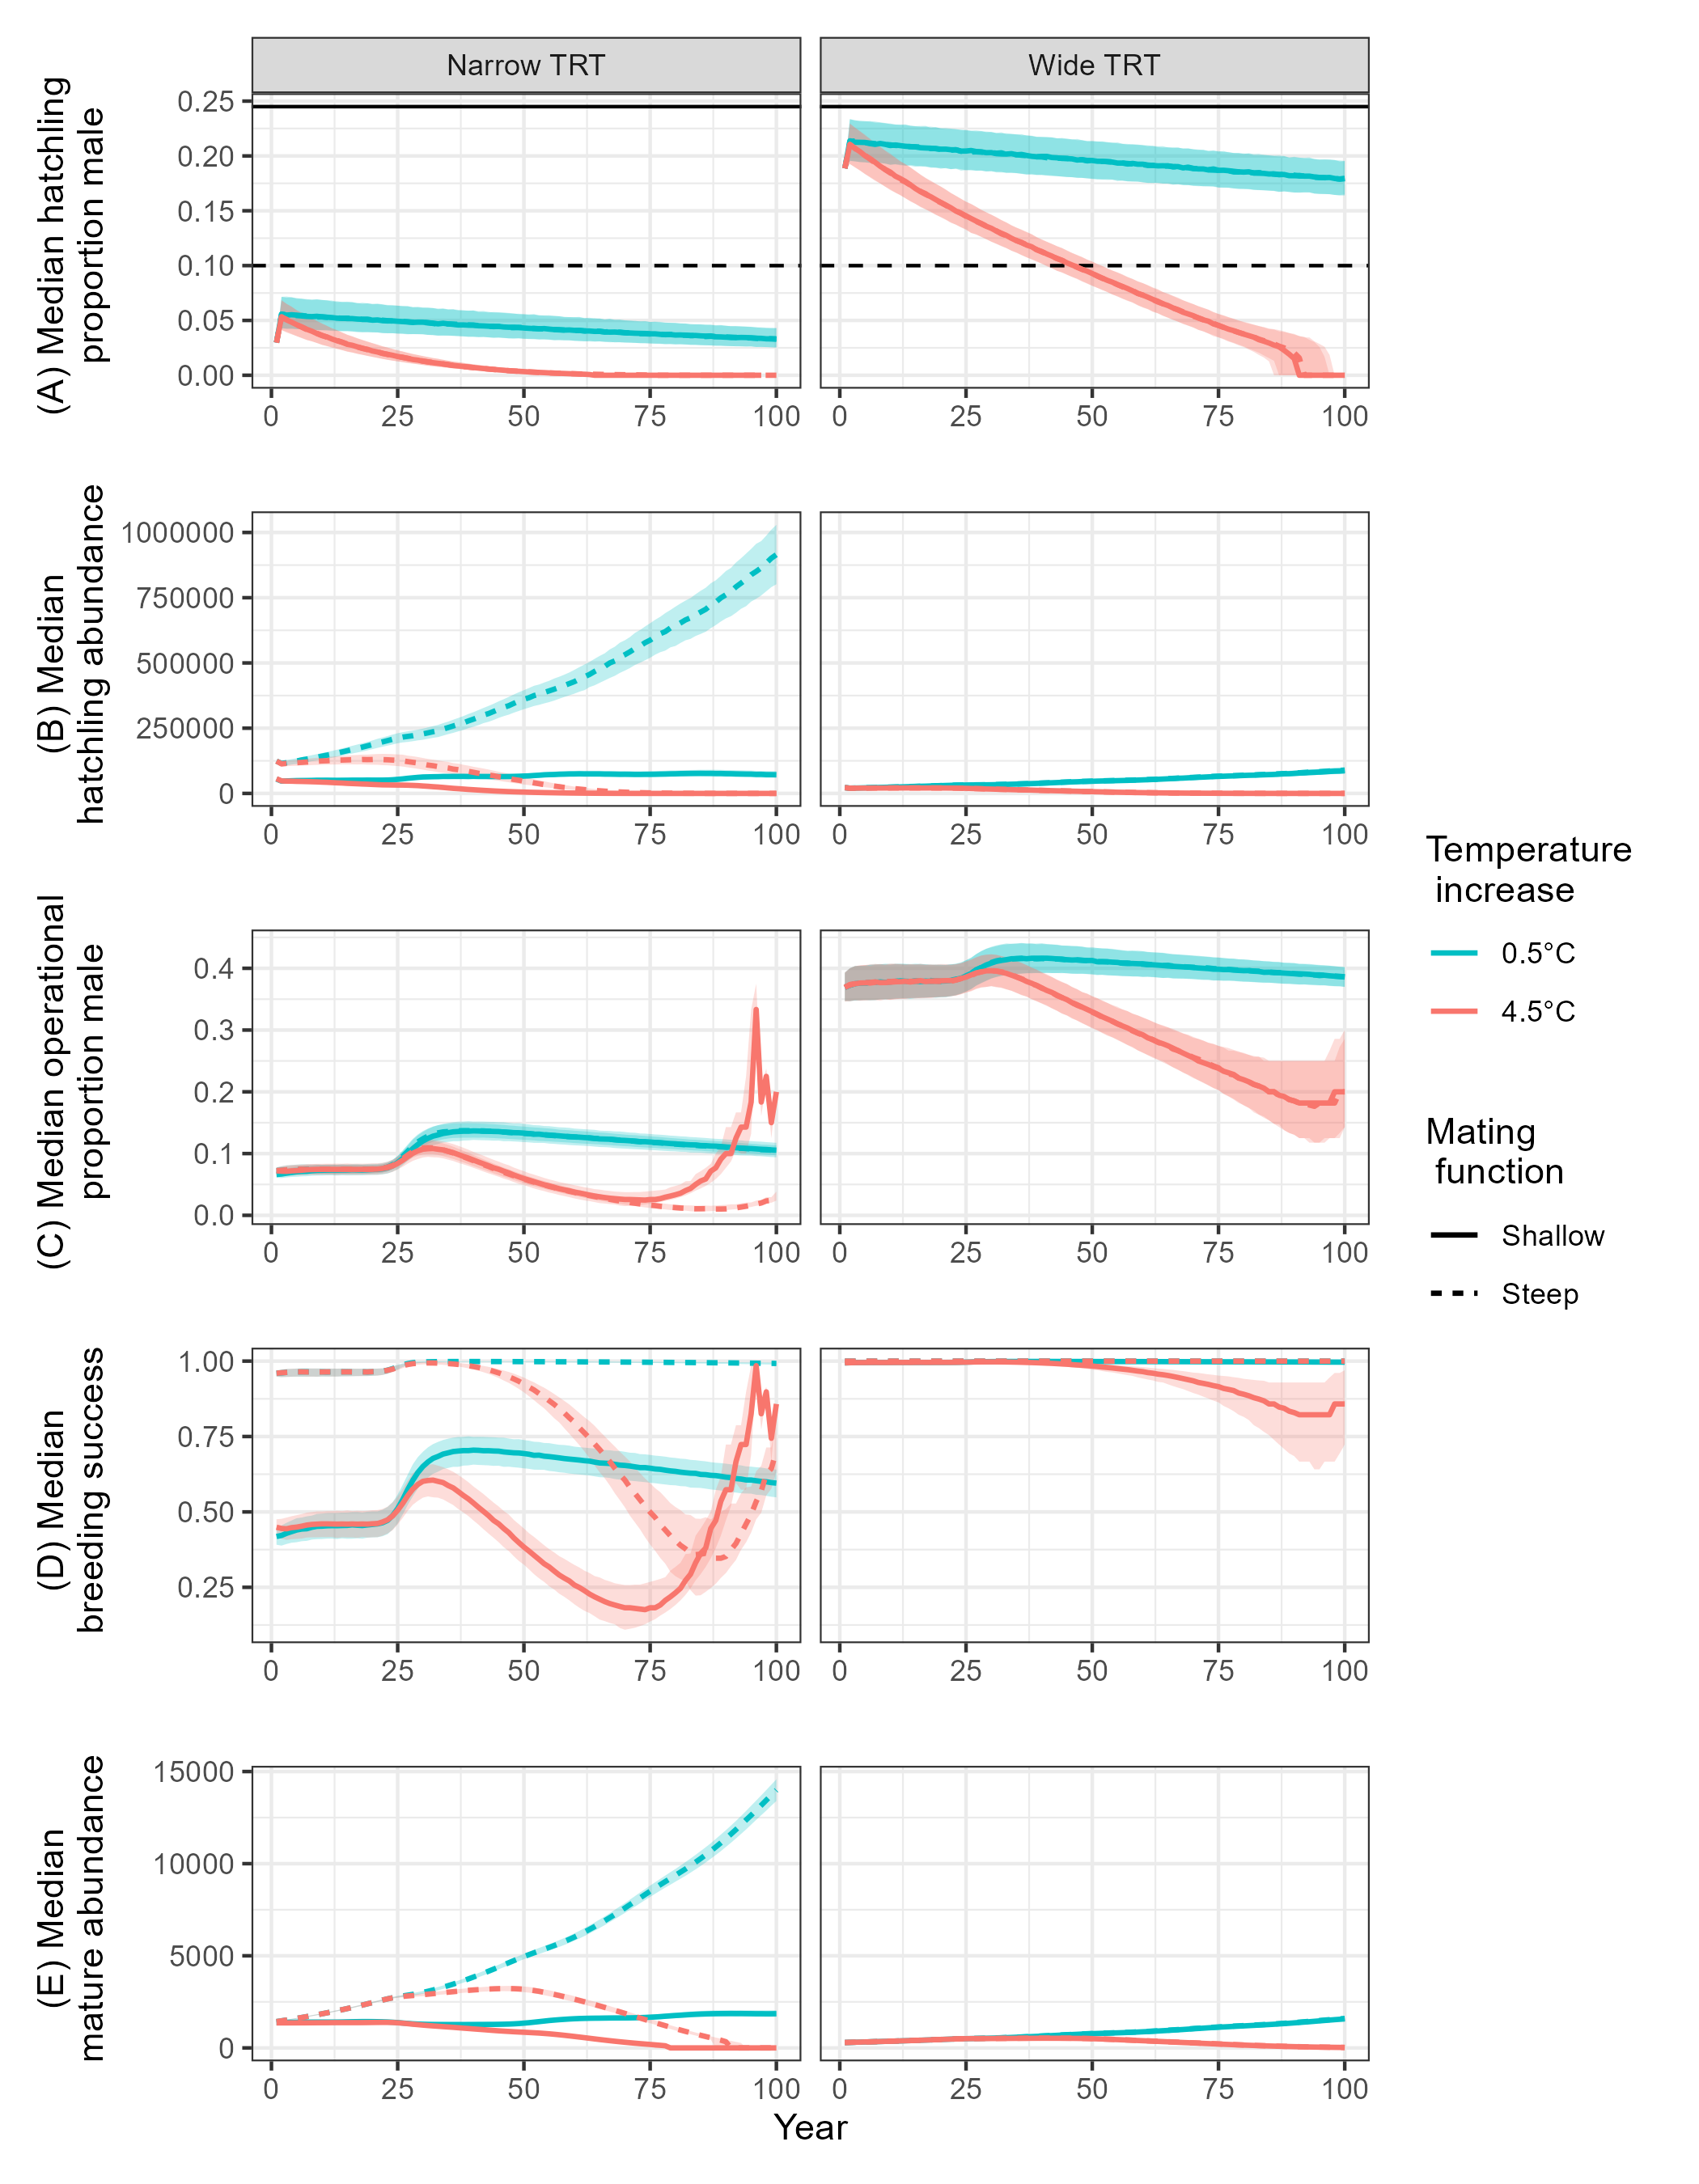 Narrow TRT
Wide TRT
(A) Median hatchling
proportion male
0.25
0.20
0.15
0.10
0.05
0.00
0 25 50 75 100
0 25 50 75 100
(B) Median
hatchling abundance
1000000
750000
500000
250000
0
0 25 50 75 100
0 25 50 75 100
(C) Median operational
proportion male
0.4
0.3
0.2
0.1
0.0
0 25 50 75 100
0 25 50 75 100
(D) Median
breeding success
1.00
0.75
0.50
0.25
0 25 50 75 100
0 25 50 75 100
(E) Median
mature abundance
15000
10000
5000
0
0 25 50 75 100
0 25 50 75 100
Year
Temperature
increase
0.5°C
4.5°C
Mating
function
Shallow
Steep